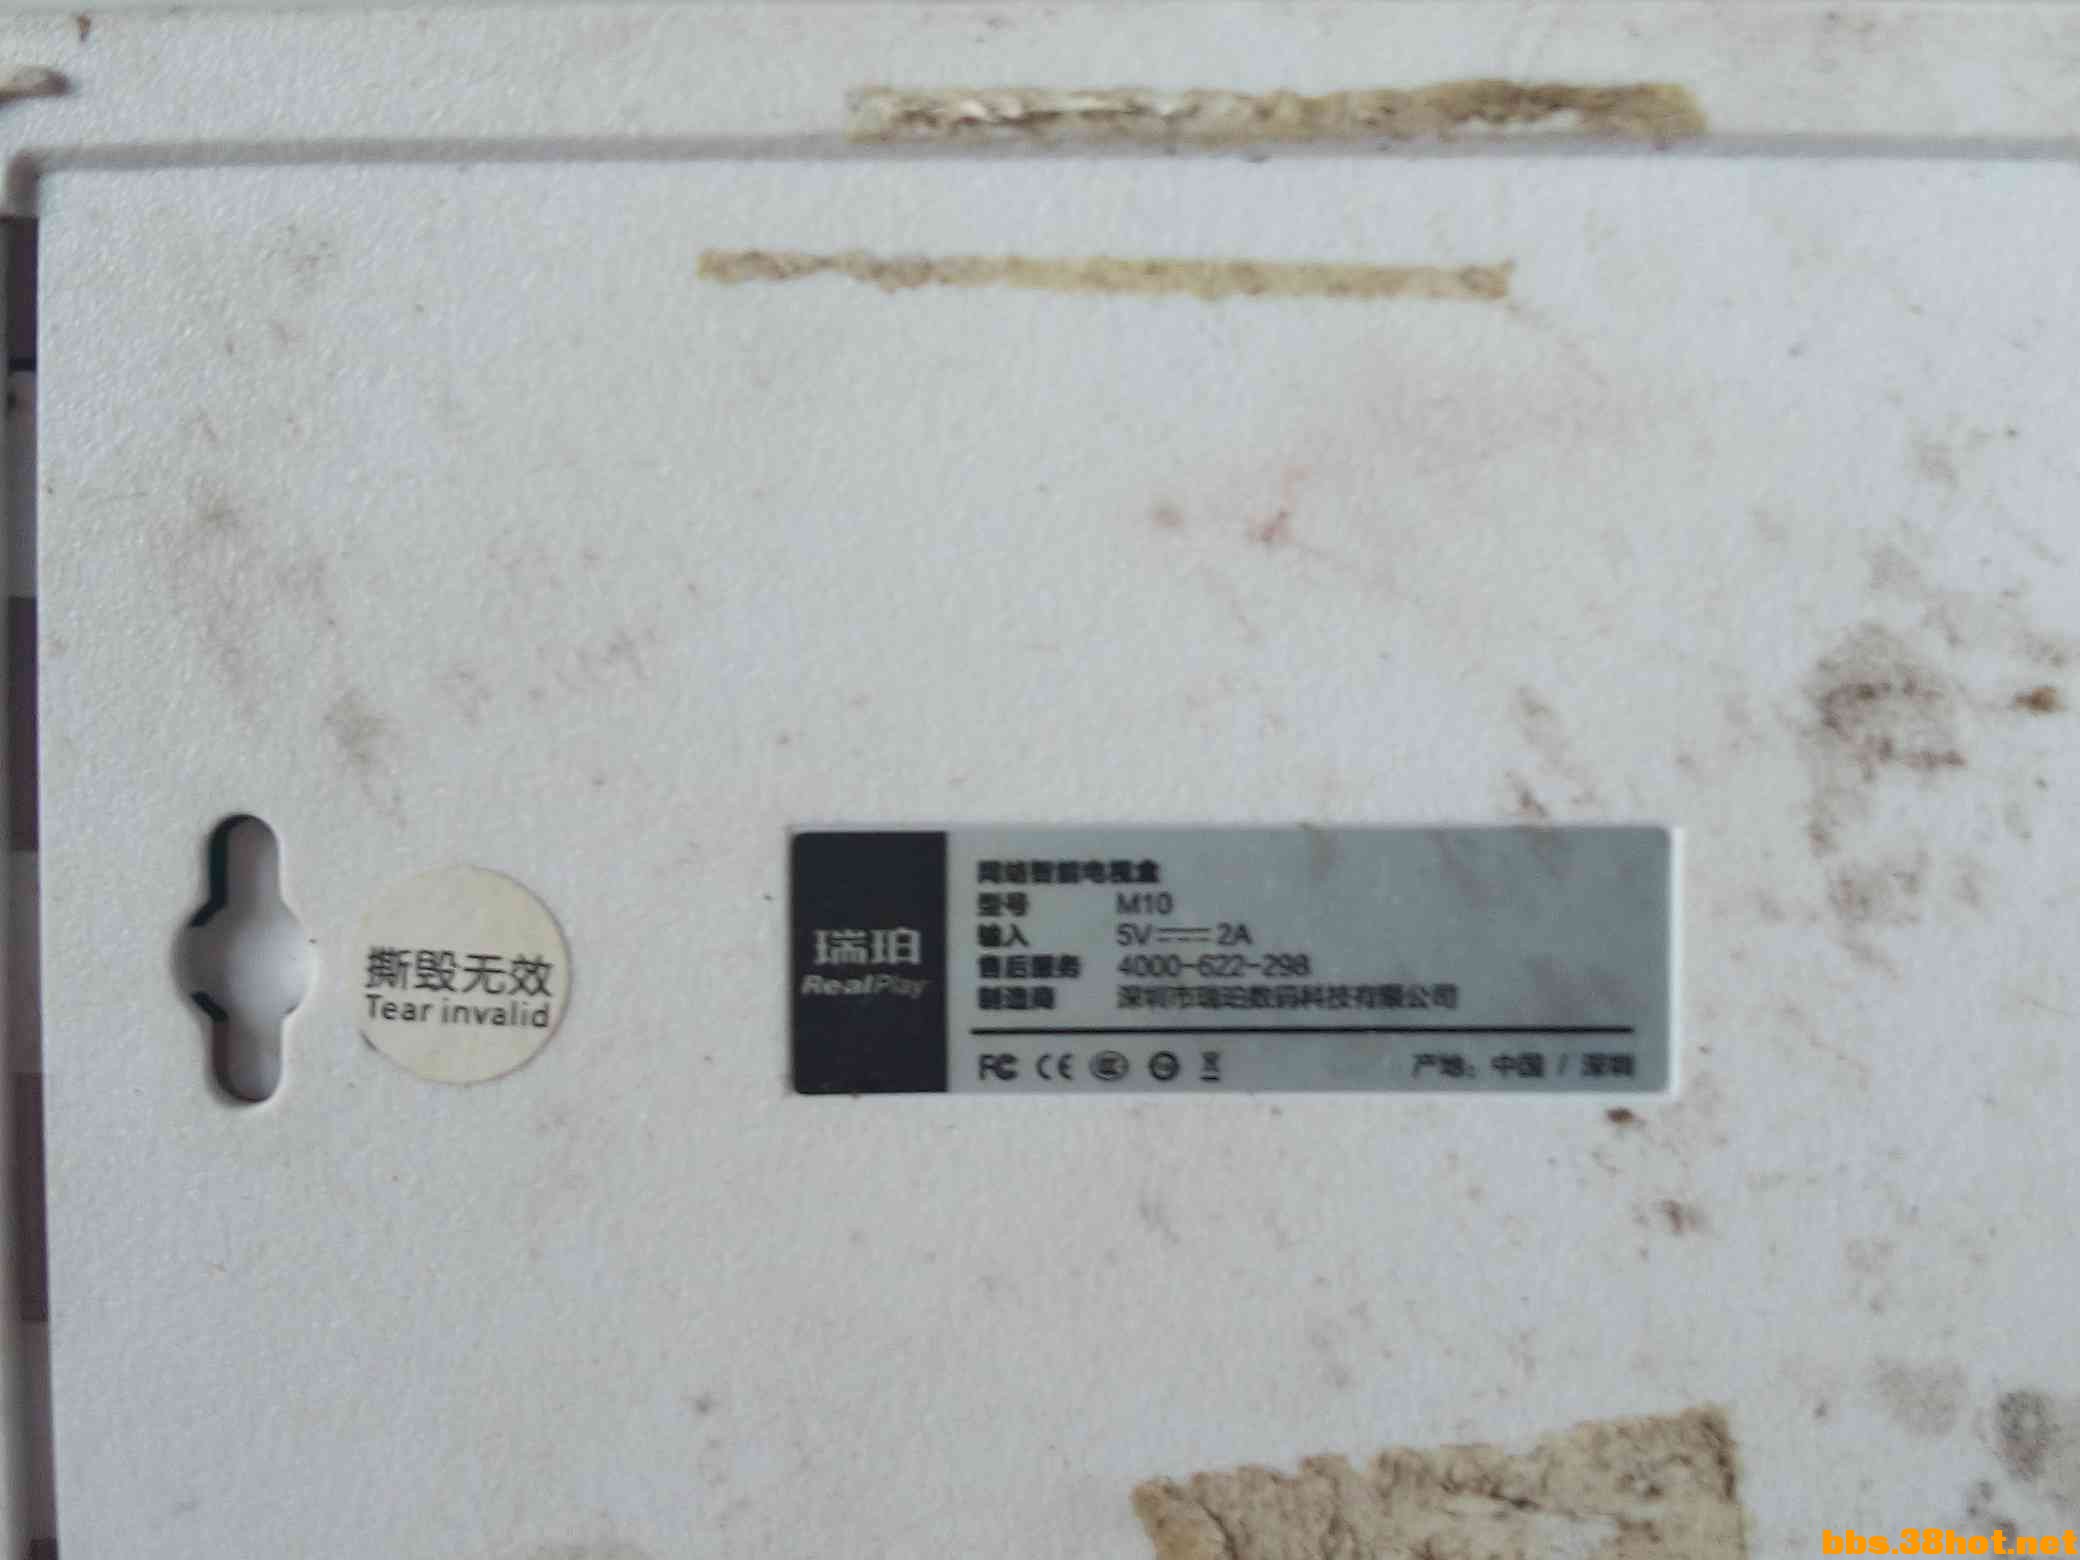 撕毁无效
Tear invalid
瑞珀
RealPlay
网络智能电视盒
型号 M10
输入 5V 2A
售后服务 4000-622-298
制造商 深圳市瑞珀数码科技有限公司
FC CE
产地：中国 / 深圳
bbs.38hot.net